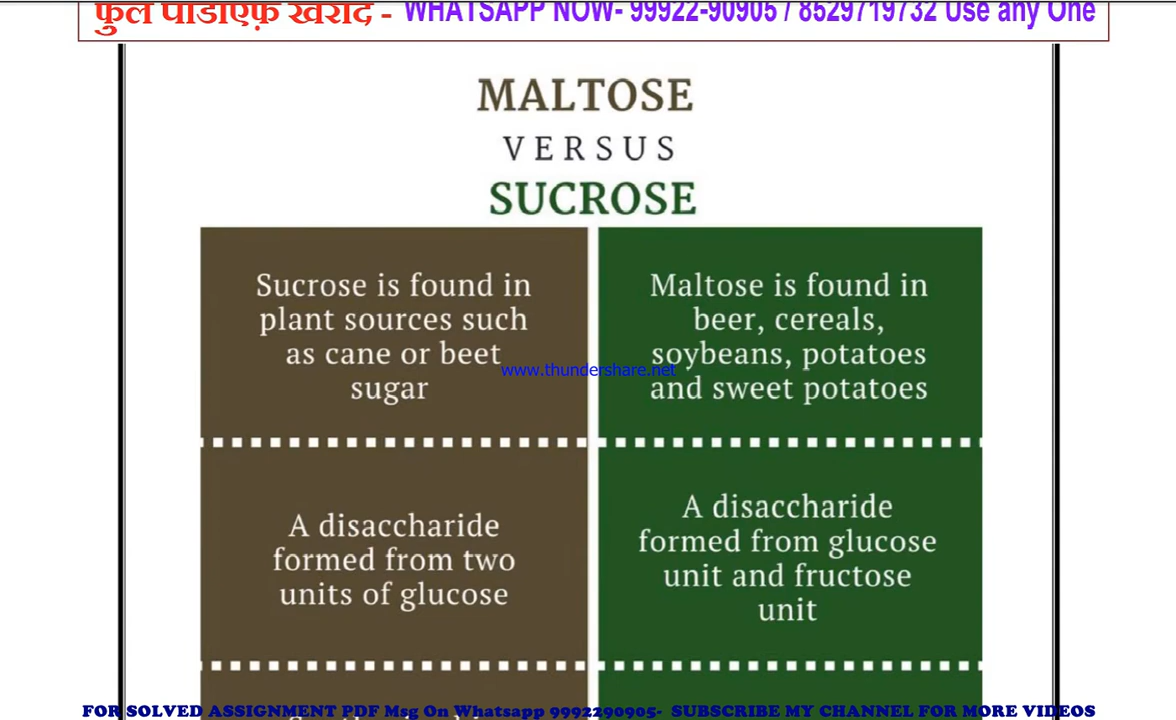 फुल पीडीएफ़ खरीदे - WHATSAPP NOW- 99922-90905 / 8529719732 Use any One
MALTOSE
VERSUS
SUCROSE
Sucrose is found in
plant sources such
as cane or beet
sugar
Maltose is found in
beer, cereals,
soybeans, potatoes
and sweet potatoes
www.thundershare.net
A disaccharide
formed from two
units of glucose
A disaccharide
formed from glucose
unit and fructose
unit
FOR SOLVED ASSIGNMENT PDF Msg On Whatsapp 9992290905- SUBSCRIBE MY CHANNEL FOR MORE VIDEOS